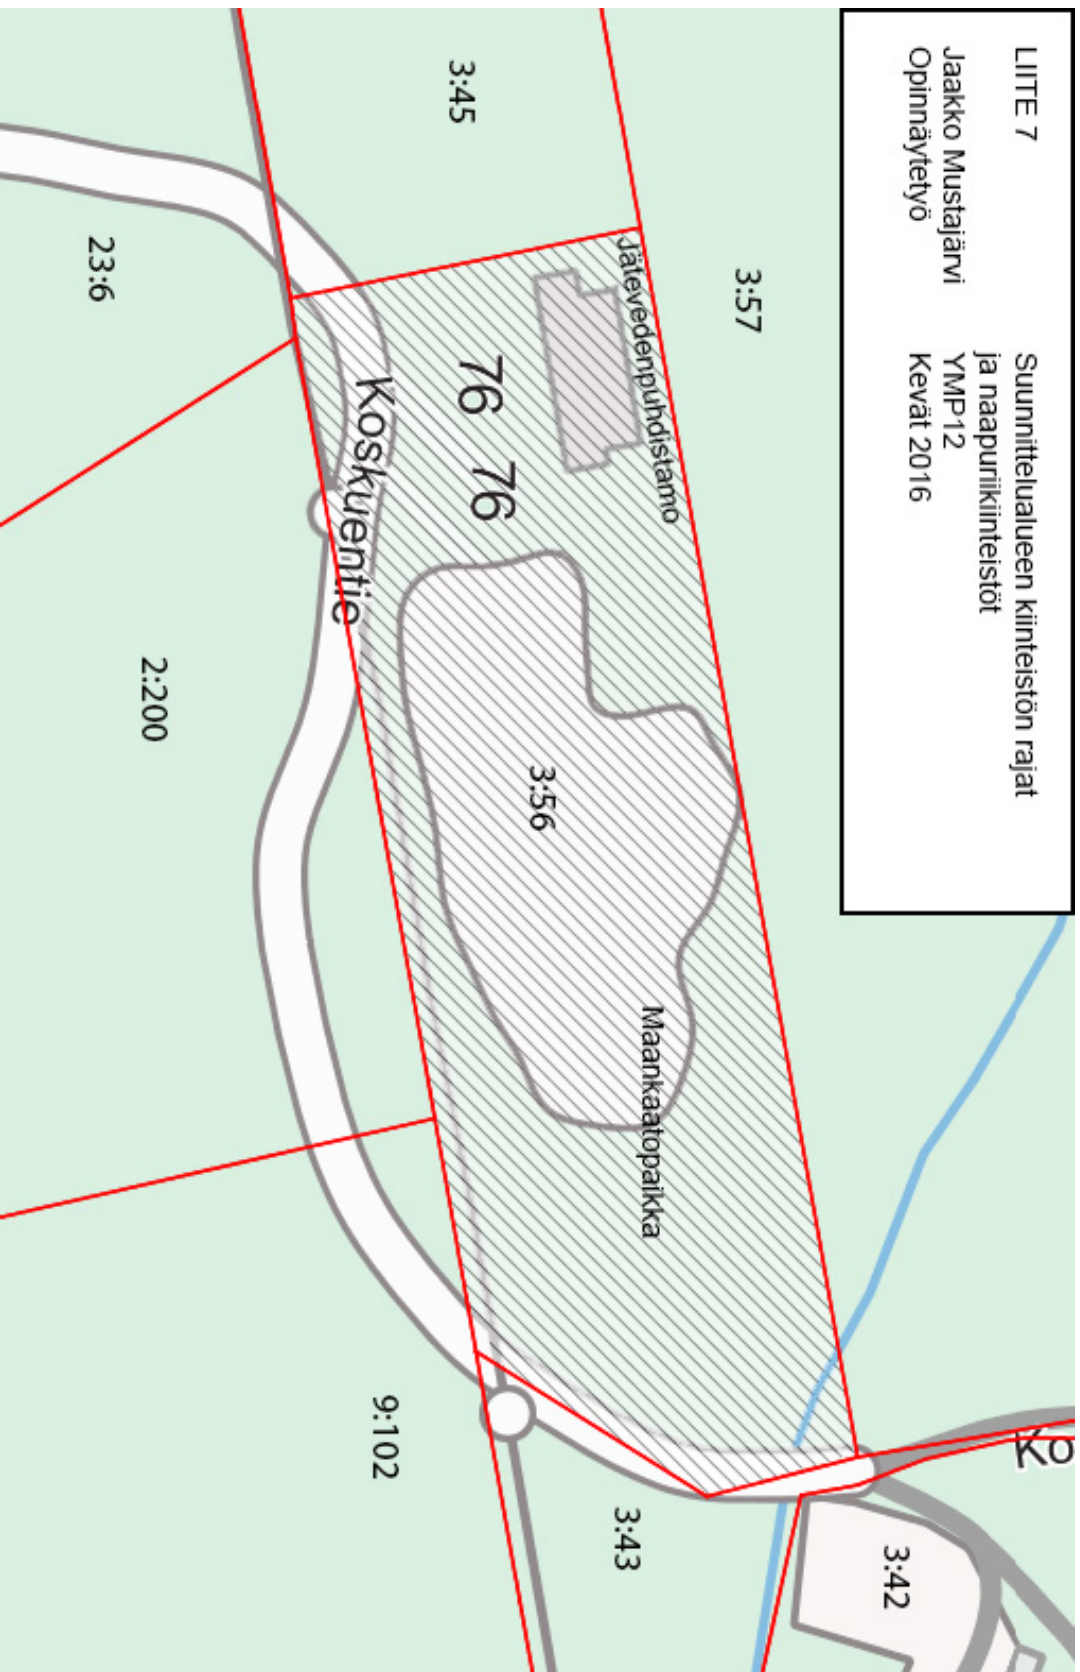 LIITE 7
Suunnittelualueen kiinteistön rajat
ja naapurikiinteistöt
Jaakko Mustajärvi
YMP12
Opinnäytetyö
Kevät 2016
3:45
3:57
23:6
Jätevedenpuhdistamo
76
76
Koskuentie
2:200
3:56
Maankaatopaikka
9:102
3:43
3:42
Ko